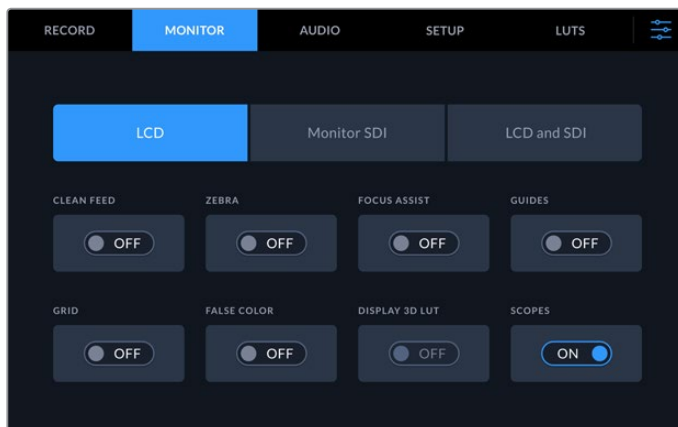 RECORD MONITOR AUDIO SETUP LUTS
LCD Monitor SDI LCD and SDI
CLEAN FEED ZEBRA FOCUS ASSIST GUIDES
OFF OFF OFF OFF
GRID FALSE COLOR DISPLAY 3D LUT SCOPES
OFF OFF OFF ON